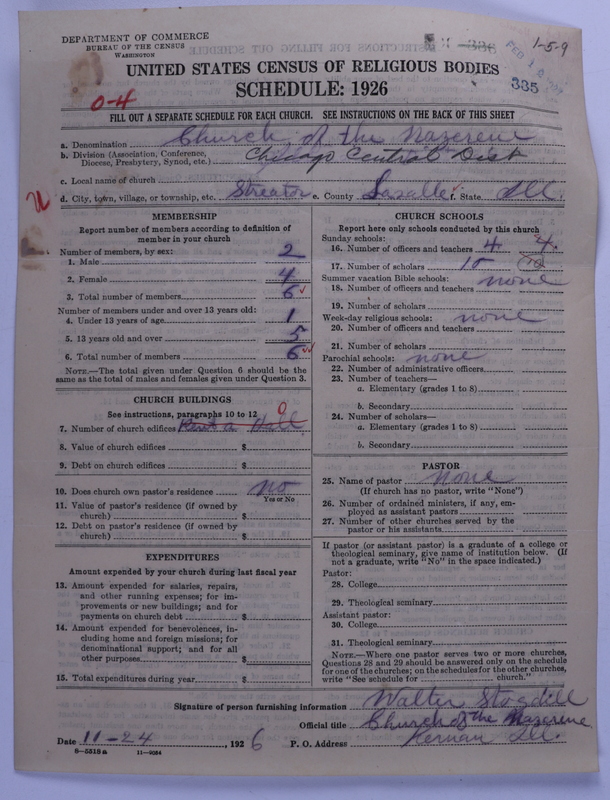 DEPARTMENT OF COMMERCE
BUREAU OF THE CENSUS
WASHINGTON
1-5-9
335
UNITED STATES CENSUS OF RELIGIOUS BODIES
SCHEDULE: 1926
0-4
FILL OUT A SEPARATE SCHEDULE FOR EACH CHURCH. SEE INSTRUCTIONS ON THE BACK OF THIS SHEET
a. Denomination Church of the Nazerene
b. Division (Association, Conference, Diocese, Presbytery, Synod, etc.) Chicago Central Dist
c. Local name of church
d. City, town, village, or township, etc. Streator e. County Lasalle f. State Ill.
MEMBERSHIP
Report number of members according to definition of
member in your church
Number of members, by sex:
1. Male 2
2. Female 4
3. Total number of members 6
Number of members under and over 13 years old:
4. Under 13 years of age 1
5. 13 years old and over 5
6. Total number of members 6
NOTE.—The total given under Question 6 should be
same as the total of males and females given under Question 3.
CHURCH BUILDINGS
See instructions, paragraphs 10 to 12
7. Number of church edifices Rent a Hall 0
8. Value of church edifices $
9. Debt on church edifices $
10. Does church own pastor's residence no
Yes or No
11. Value of pastor's residence (if owned by
church) $
12. Debt on pastor's residence (if owned by
church) $
EXPENDITURES
Amount expended by your church during last fiscal year
13. Amount expended for salaries, repairs,
and other running expenses; for im-
provements or new buildings; and for
payments on church debt $
14. Amount expended for benevolences, in-
cluding home and foreign missions; for
denominational support; and for all
other purposes $
15. Total expenditures during year $
CHURCH SCHOOLS
Report here only schools conducted by this church
Sunday schools:
16. Number of officers and teachers 4 4
17. Number of scholars 10
Summer vacation Bible schools: none
18. Number of officers and teachers
19. Number of scholars
Week-day religious schools: none
20. Number of officers and teachers
21. Number of scholars
Parochial schools: none
22. Number of administrative officers
23. Number of teachers—
a. Elementary (grades 1 to 8)
b. Secondary
24. Number of scholars—
a. Elementary (grades 1 to 8)
b. Secondary
PASTOR
25. Name of pastor none
(If church has no pastor, write "None")
26. Number of ordained ministers, if any, em-
ployed as assistant pastors
27. Number of other churches served by the
pastor or his assistants
If pastor (or assistant pastor) is a graduate of a college or
theological seminary, give name of institution below. (If
not a graduate, write "No" in the space indicated.)
Pastor:
28. College
29. Theological seminary
Assistant pastor:
30. College
31. Theological seminary
NOTE.—Where one pastor serves two or more churches,
Questions 28 and 29 should be answered only on the schedule
for one of the churches; on the schedules for the other churches,
write "See schedule for church."
Signature of person furnishing information Walter Stogdill
Official title Church of the Nazarene
Date 11-24, 1926 P. O. Address Kernan Ill.
8-5518a 11-9034